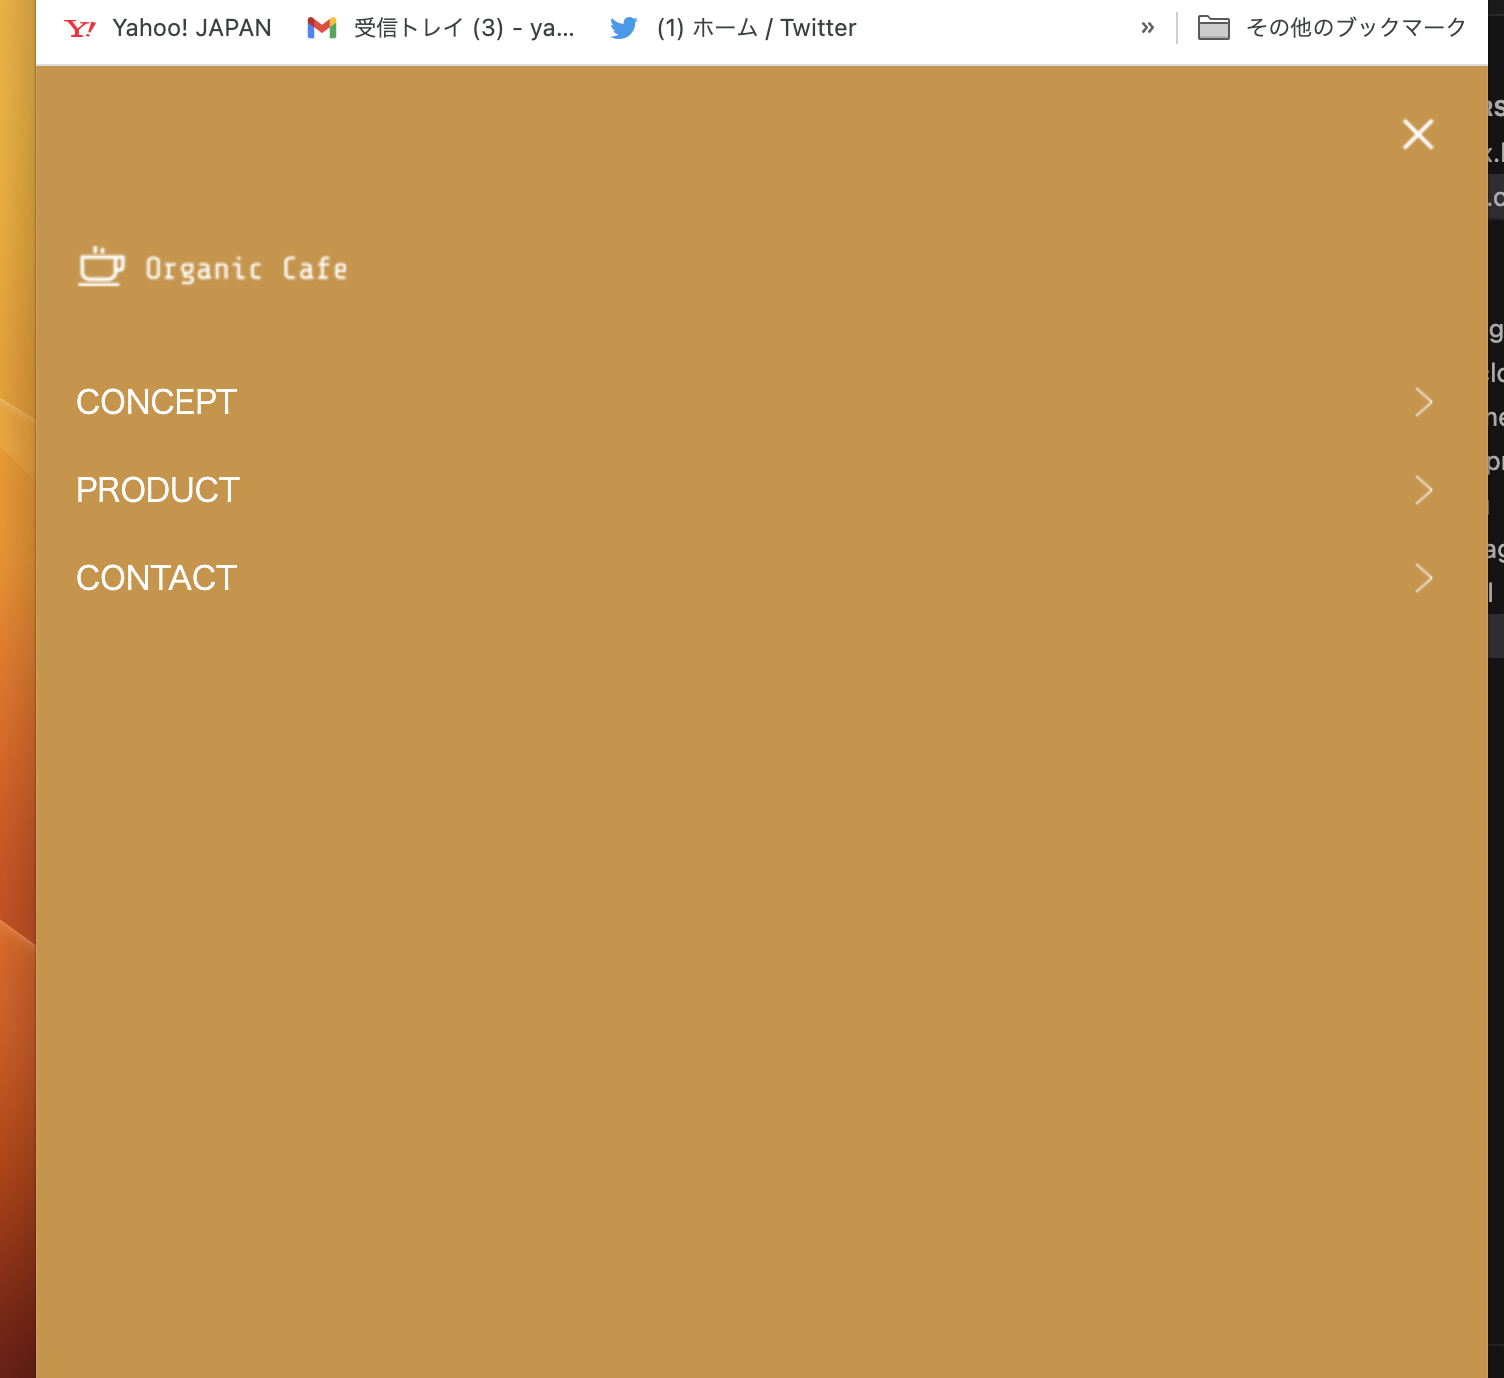 Yahoo! JAPAN 受信トレイ (3) - ya... (1) ホーム / Twitter » その他のブックマーク
Organic Cafe
CONCEPT
PRODUCT
CONTACT